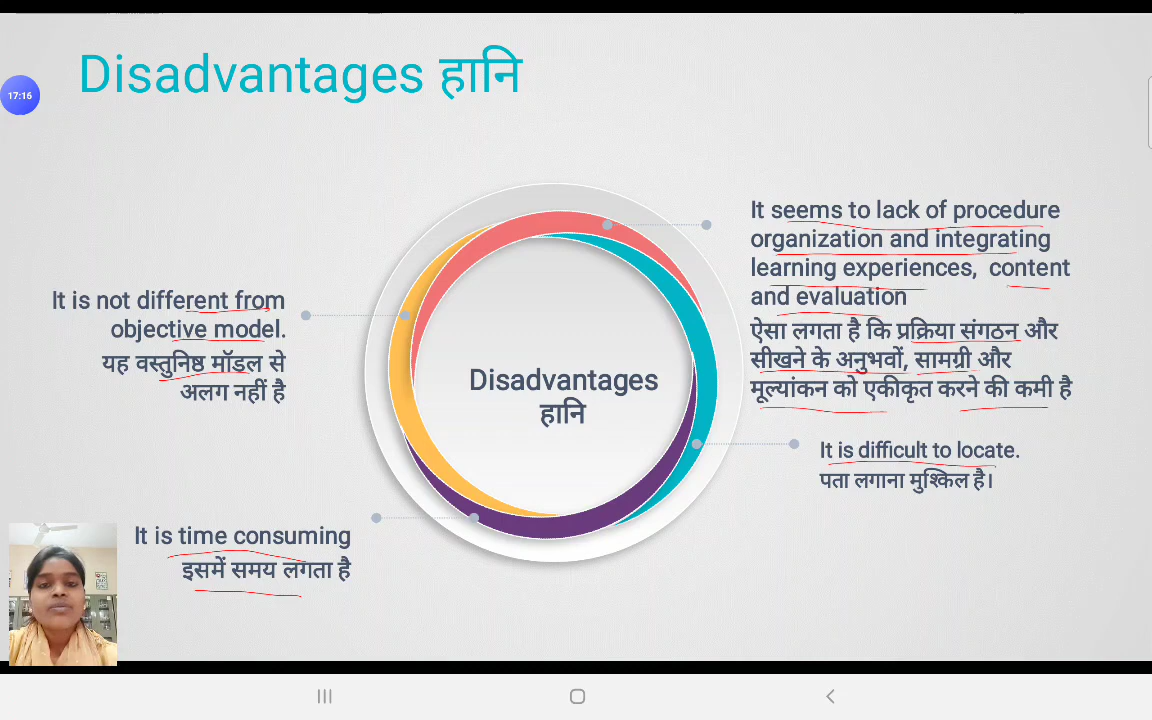 Disadvantages हानि
17:16
It seems to lack of procedure
organization and integrating
learning experiences, content
and evaluation
ऐसा लगता है कि प्रक्रिया संगठन और
सीखने के अनुभवों, सामग्री और
मूल्यांकन को एकीकृत करने की कमी है
It is not different from
objective model.
यह वस्तुनिष्ठ मॉडल से
अलग नहीं है
Disadvantages
हानि
It is difficult to locate.
पता लगाना मुश्किल है।
It is time consuming
इसमें समय लगता है